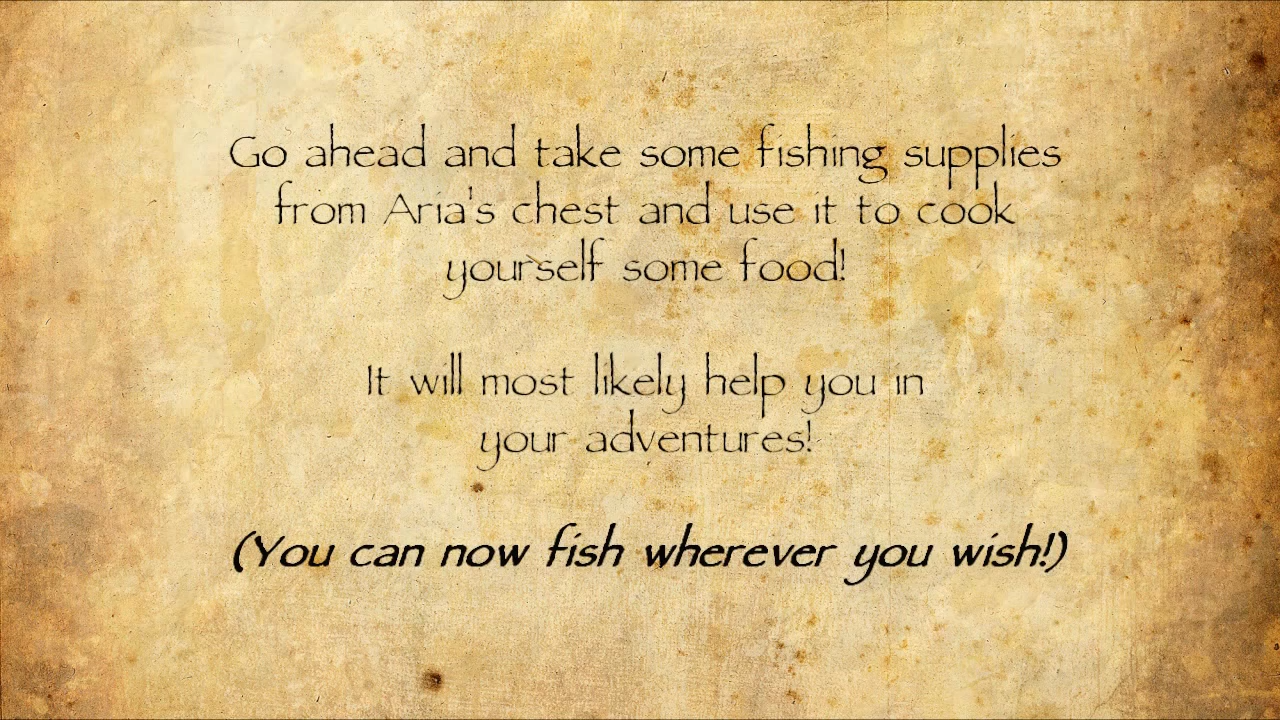 Go ahead and take some fishing supplies
from Aria's chest and use it to cook
yourself some food!
It will most likely help you in
your adventures!
(You can now fish wherever you wish!)